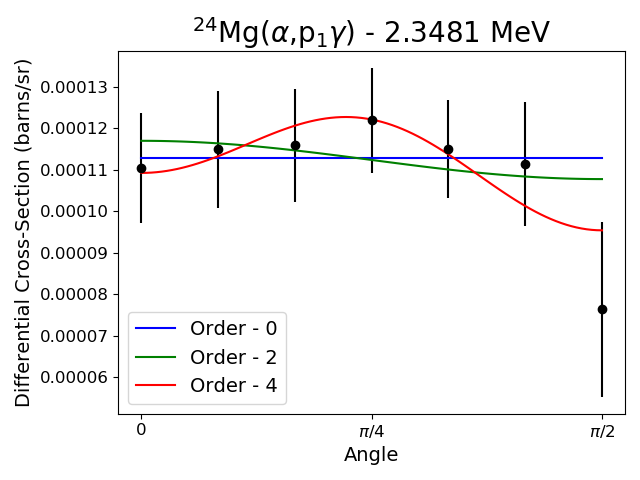 ²⁴Mg(α,p₁γ) - 2.3481 MeV
Differential Cross-Section (barns/sr)
0.00013
0.00012
0.00011
0.00010
0.00009
0.00008
0.00007
0.00006
Order - 0
Order - 2
Order - 4
0 π/4 π/2
Angle